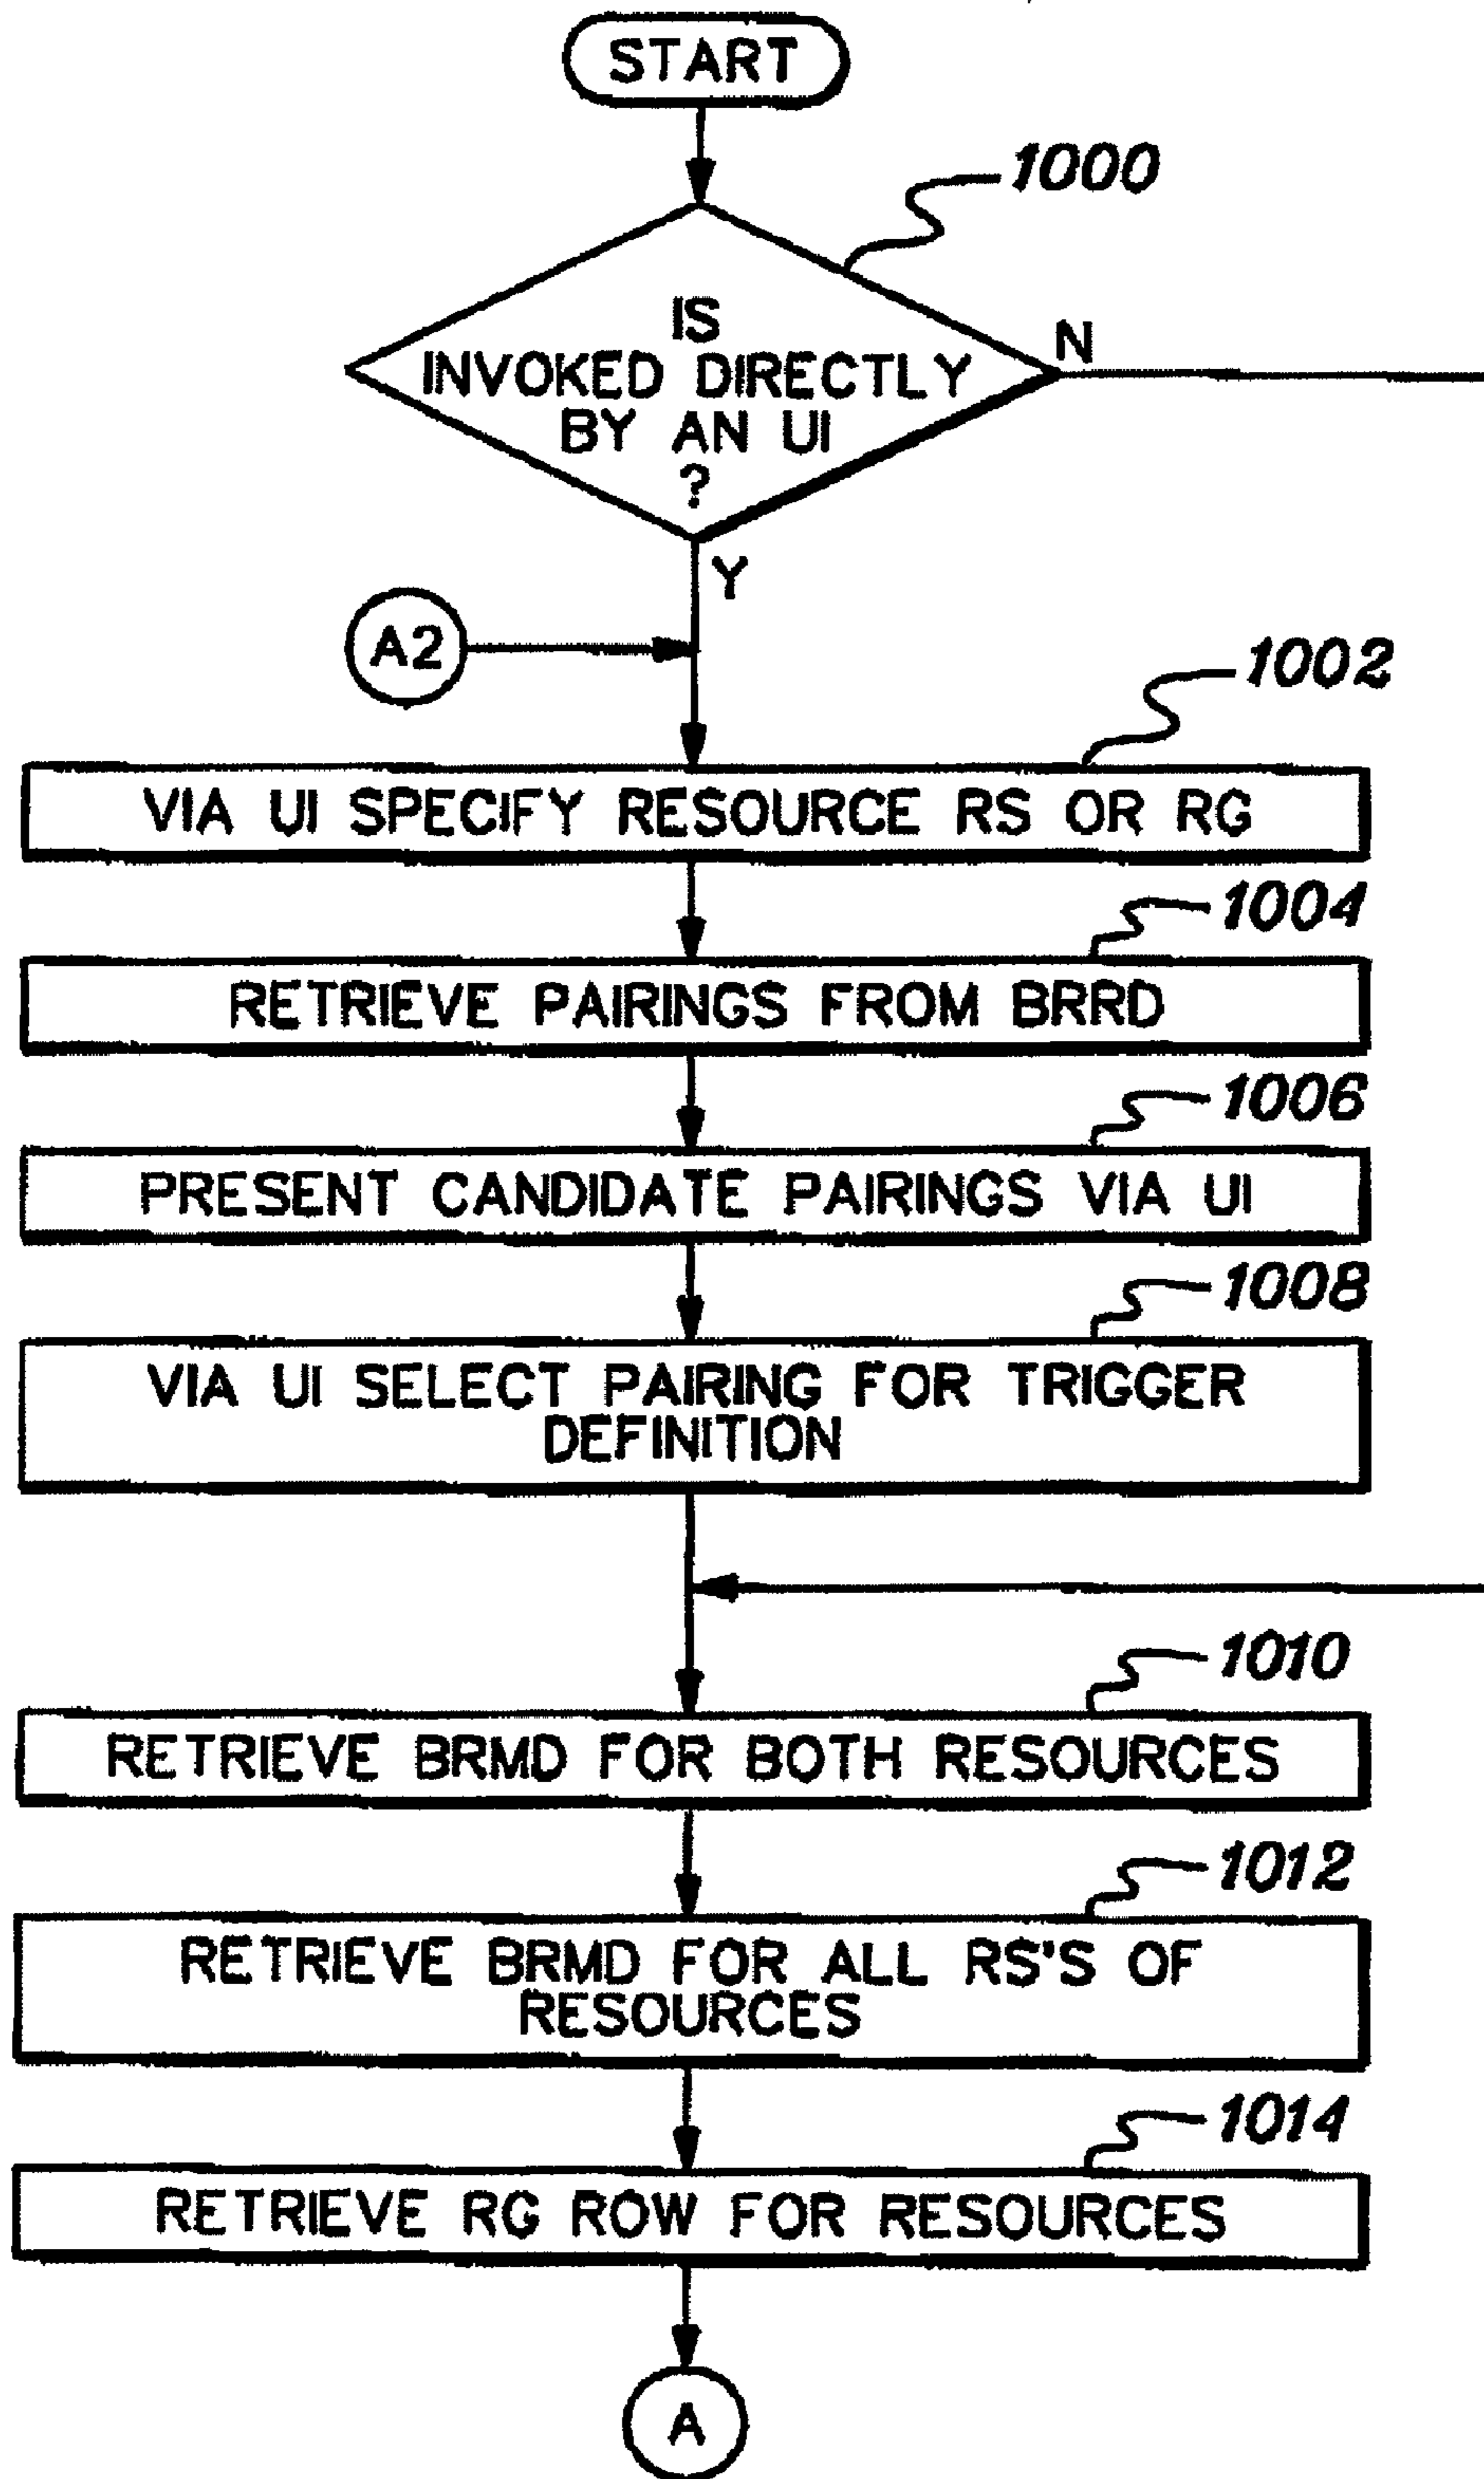 START
1000
IS
INVOKED DIRECTLY
BY AN UI
?
N
Y
A2
1002
VIA UI SPECIFY RESOURCE RS OR RG
1004
RETRIEVE PAIRINGS FROM BRRD
1006
PRESENT CANDIDATE PAIRINGS VIA UI
1008
VIA UI SELECT PAIRING FOR TRIGGER
DEFINITION
1010
RETRIEVE BRMD FOR BOTH RESOURCES
1012
RETRIEVE BRMD FOR ALL RS'S OF
RESOURCES
1014
RETRIEVE RG ROW FOR RESOURCES
A